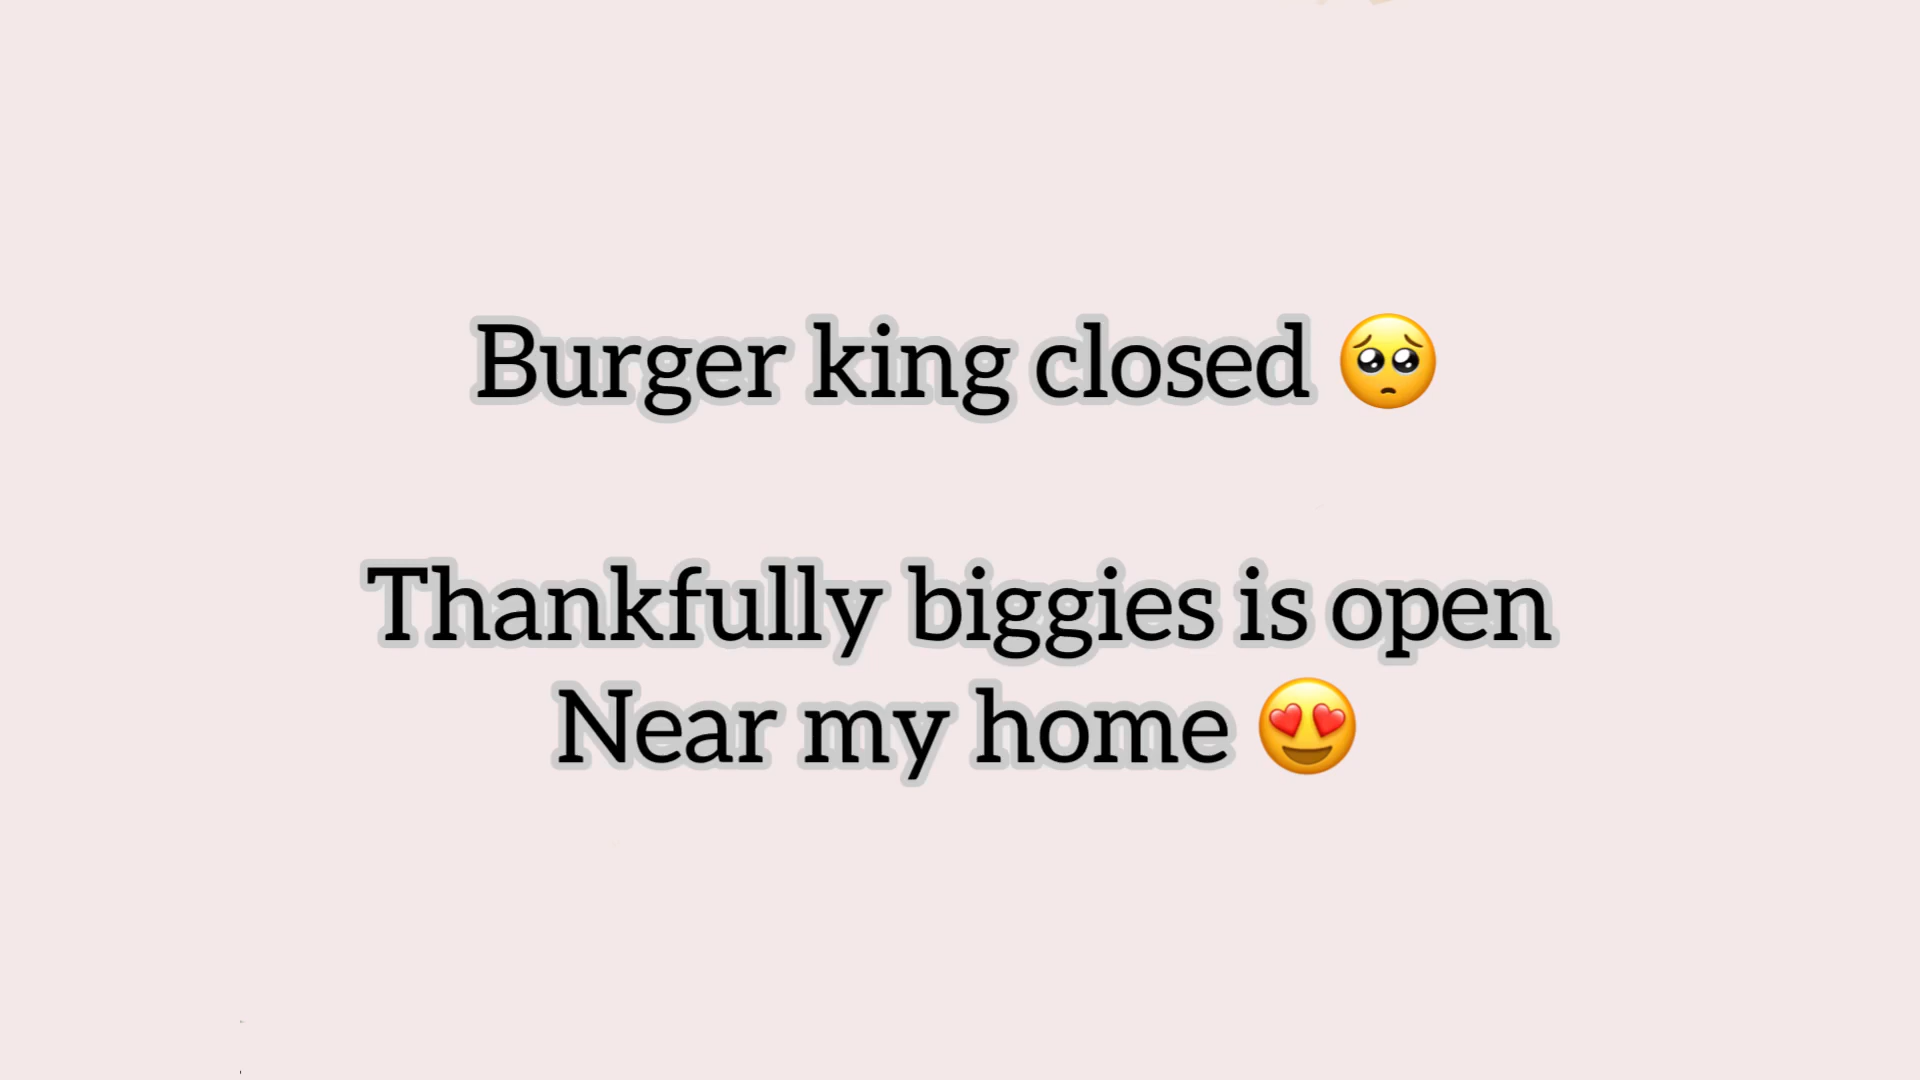 Burger king closed 🥺
Thankfully biggies is open
Near my home 😍